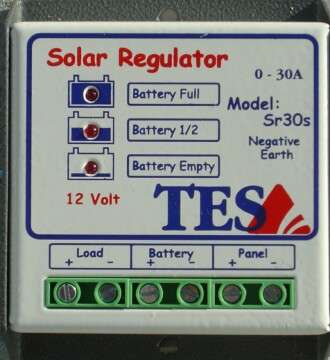 Solar Regulator
0 - 30A
Battery Full
Model:
Sr30s
Battery 1/2
Negative
Earth
Battery Empty
12 Volt
TES
Load Battery Panel
+ - + - + -